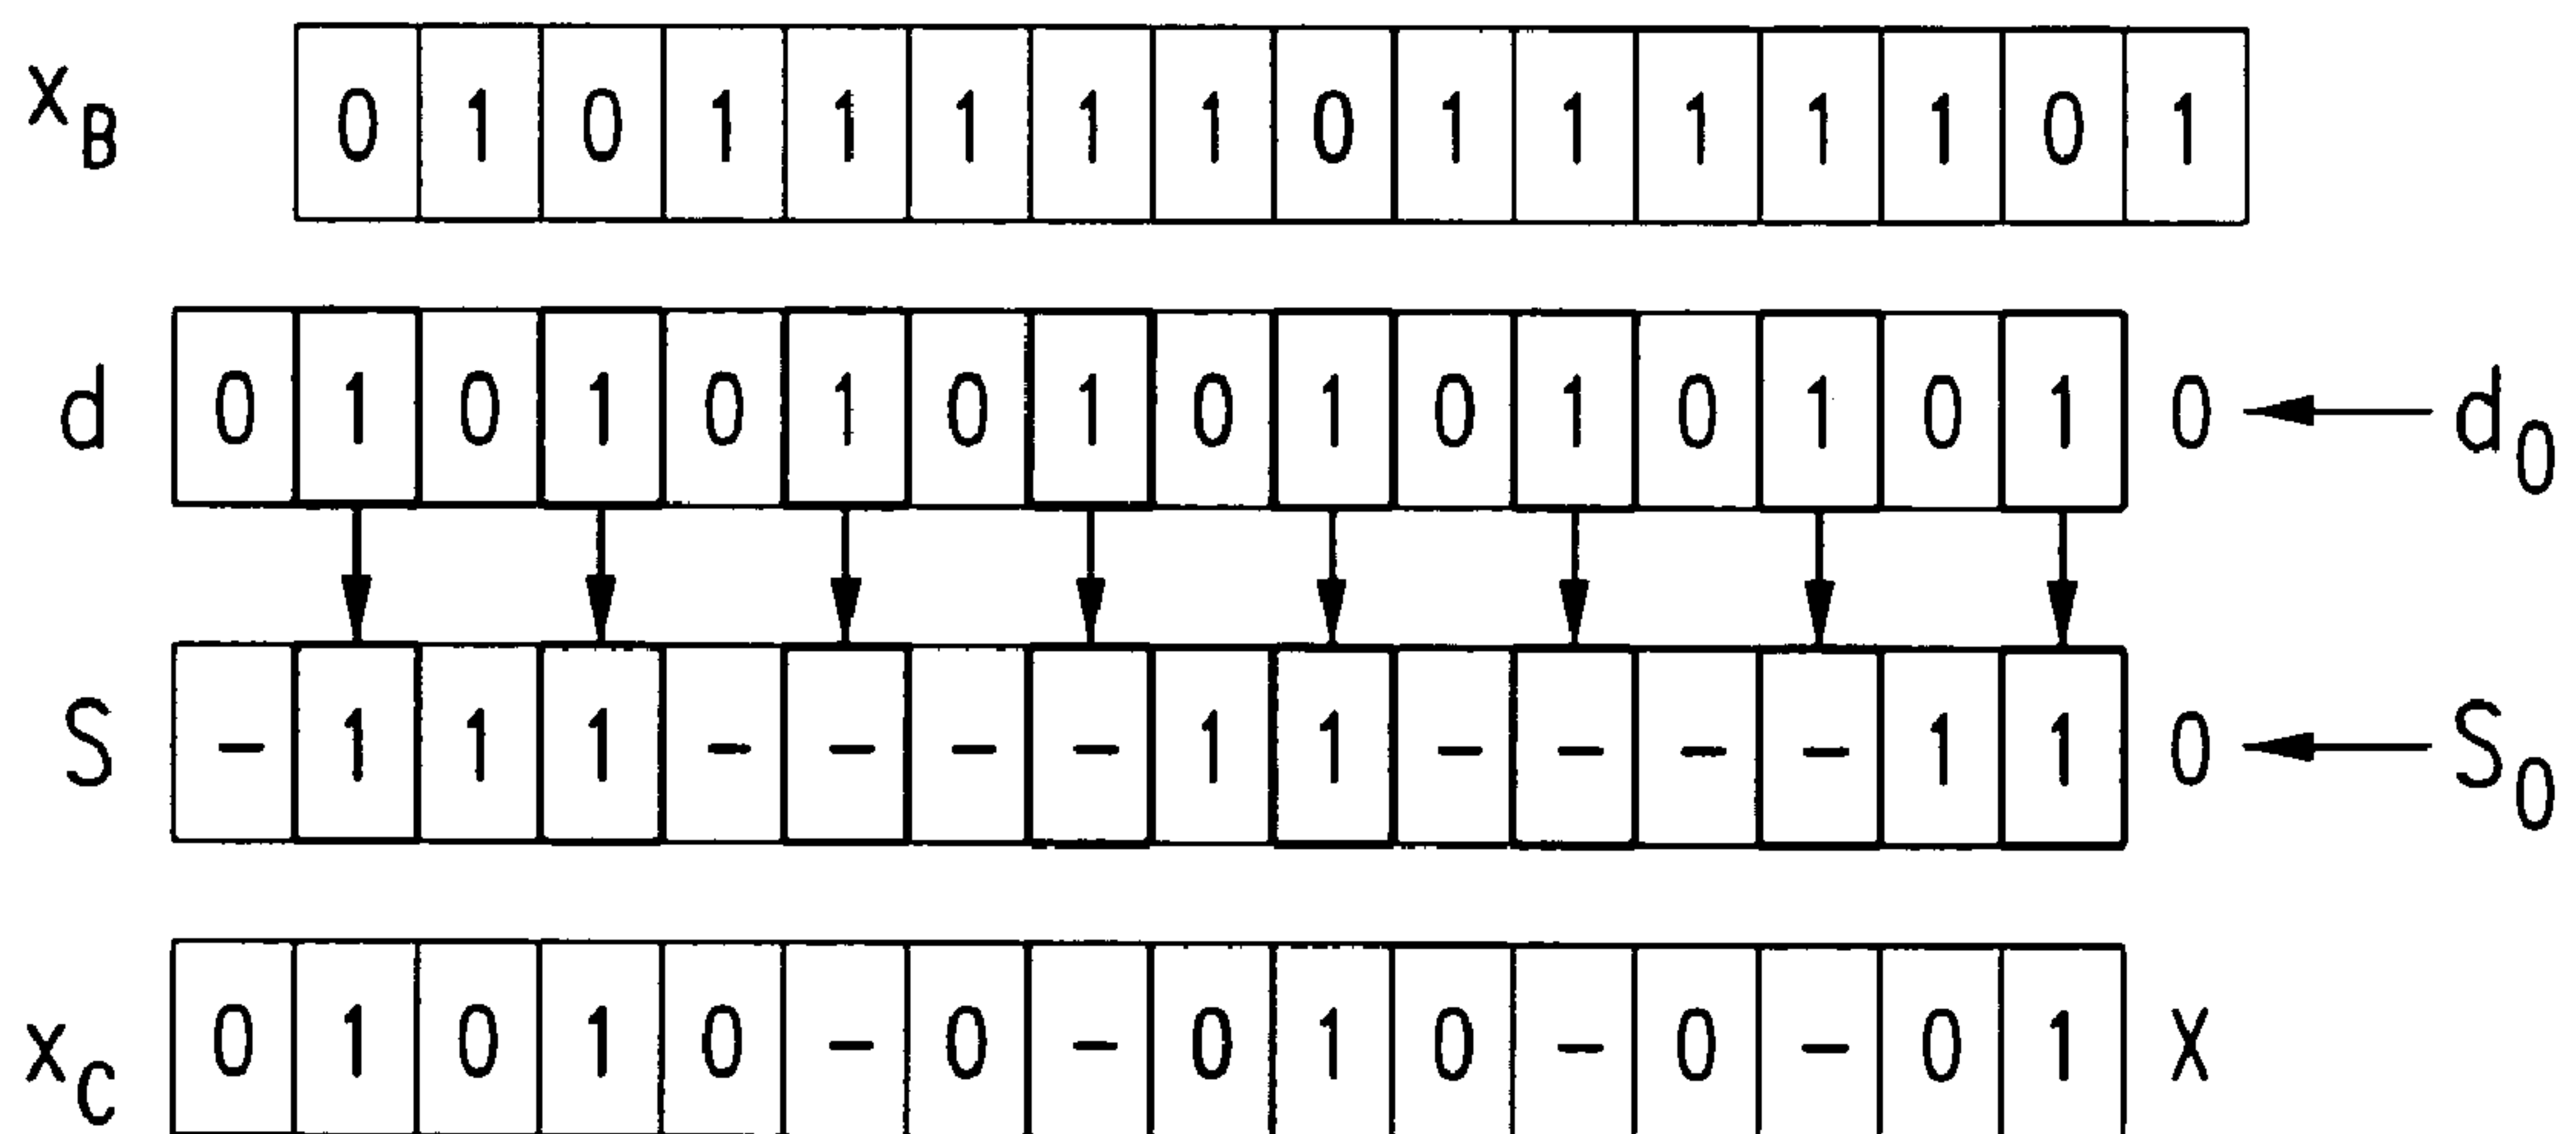 x_B 0 1 0 1 1 1 1 1 0 1 1 1 1 1 0 1
d 0 1 0 1 0 1 0 1 0 1 0 1 0 1 0 1 0 d_0
S - 1 1 1 - - - - 1 1 - - - - 1 1 0 S_0
x_C 0 1 0 1 0 - 0 - 0 1 0 - 0 - 0 1 X